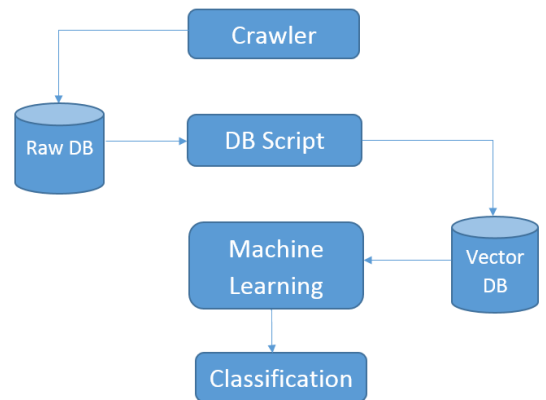 Crawler
Raw DB
DB Script
Vector
DB
Machine
Learning
Classification